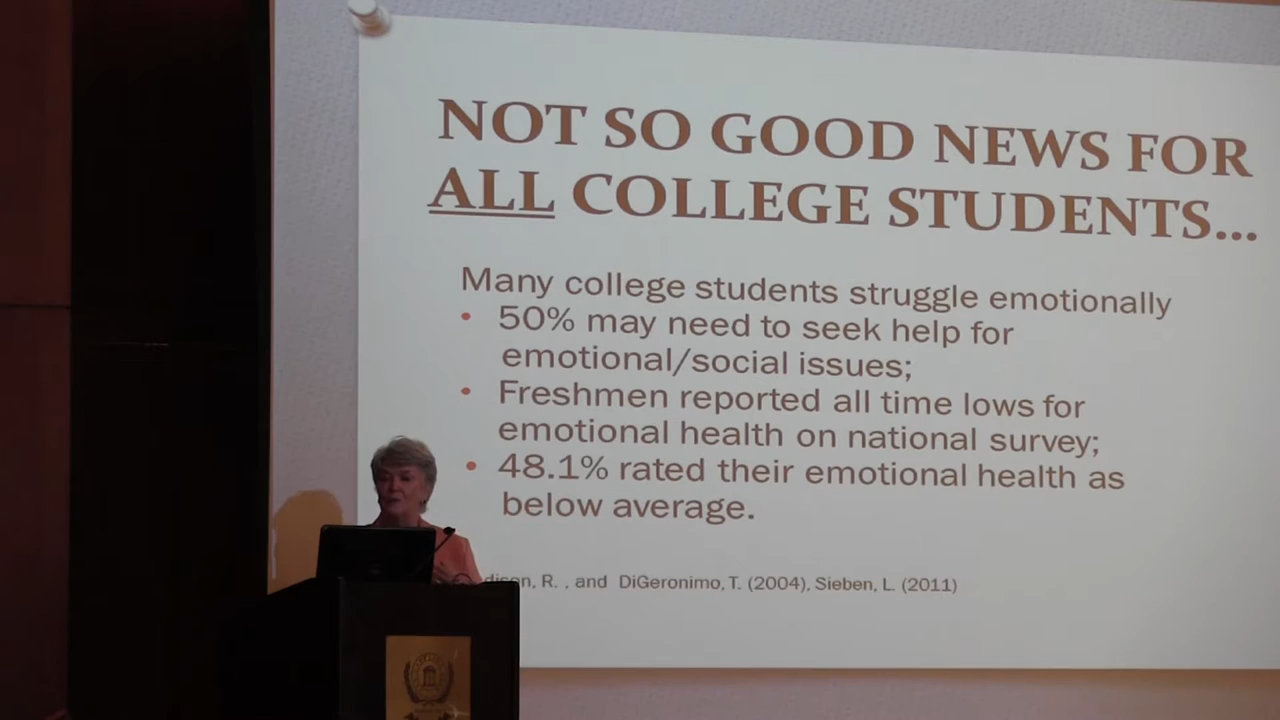 NOT SO GOOD NEWS FOR
ALL COLLEGE STUDENTS...
Many college students struggle emotionally
• 50% may need to seek help for
emotional/social issues;
• Freshmen reported all time lows for
emotional health on national survey;
• 48.1% rated their emotional health as
below average.
R. , and DiGeronimo, T. (2004), Sieben, L. (2011)